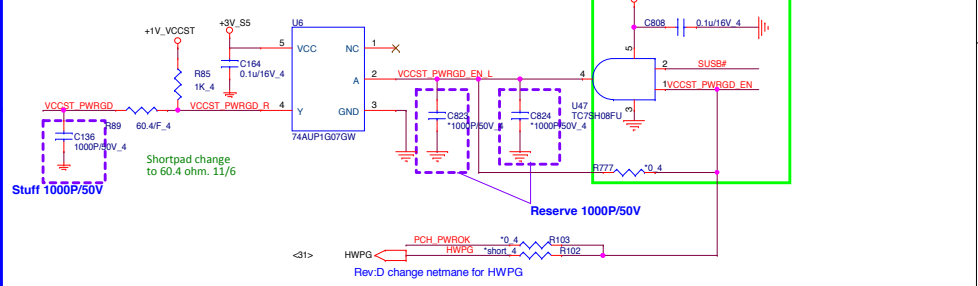 +1V_VCCST
+3V_S5
U6
C808
0.1u/16V_4
5
VCC
NC
1
C164
0.1u/16V_4
R85
1K_4
2
A
VCCST_PWRGD_EN_L
4
5
2
SUSB#
1
VCCST_PWRGD_EN
3
VCCST_PWRGD
R89
60.4/F_4
VCCST_PWRGD_R
4
Y
GND
3
74AUP1G07GW
C823
*1000P/50V_4
C824
*1000P/50V_4
U47
TC7SH08FU
C136
1000P/50V_4
Shortpad change
to 60.4 ohm. 11/6
Stuff 1000P/50V
R777
*0_4
Reserve 1000P/50V
PCH_PWROK
*0_4
R103
<31>
HWPG
HWPG
*short_4
R102
Rev:D change netmane for HWPG